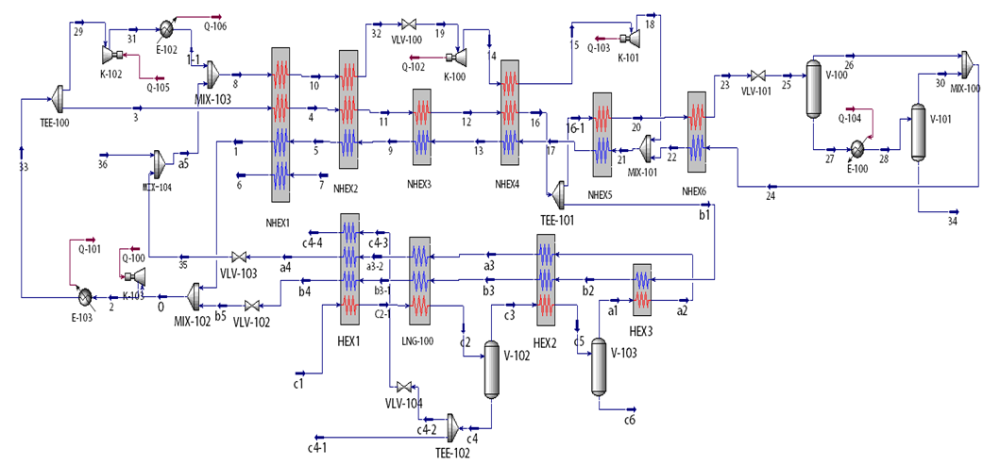 29
31
Q-106
E-102
K-102
1-1
Q-105
MIX-103
8
TEE-100
3
36
MIX-104
a5
33
1
6
7
NHEX1
10
4
5
NHEX2
11
9
32
VLV-100
19
Q-102
K-100
14
NHEX3
12
13
NHEX4
15
18
Q-103
K-101
16
17
16-1
NHEX5
20
21
MIX-101
22
NHEX6
TEE-101
b1
23
VLV-101
25
V-100
26
30
MIX-100
Q-104
V-101
27
E-100
28
24
34
Q-101
Q-100
35
VLV-103
a4
K-103
E-103
2
0
MIX-102
b5
VLV-102
b4
c4-4
c4-3
a3-2
b3-1
c2-1
HEX1
LNG-100
a3
b3
c2
c3
V-102
HEX2
b2
c5
a1
a2
HEX3
V-103
c1
VLV-104
c4-2
c4
TEE-102
c4-1
c6